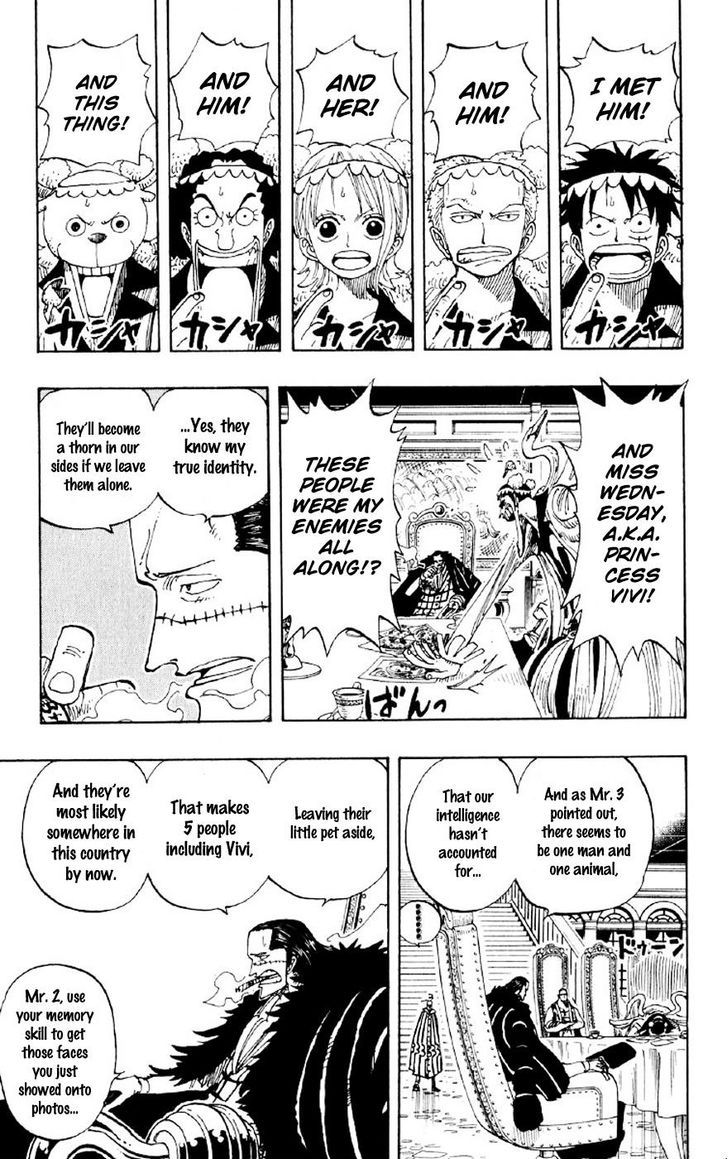 I MET
HIM!
カシャ
AND
HIM!
カシャ
AND
HER!
カシャ
AND
HIM!
カシャ
AND
THIS
THING!
カシャ
AND
MISS
WEDN-
ESDAY,
A.K.A.
PRIN-
CESS
VIVI!
THESE
PEOPLE
WERE MY
ENEMIES
ALL
ALONG!?
ばんっ
...Yes, they
know my
true identity.
They'll become
a thorn in our
sides if we leave
them alone.
And as Mr. 3
pointed out,
there seems to
be one man and
one animal,
That our
intelligence
hasn't
accounted
for...
ドゥーン
Leaving their
little pet aside,
That makes
5 people
including Vivi,
And they're
most likely
somewhere in
this country
by now.
Mr. 2, use
your memory
skill to get
those faces
you just
showed onto
photos...